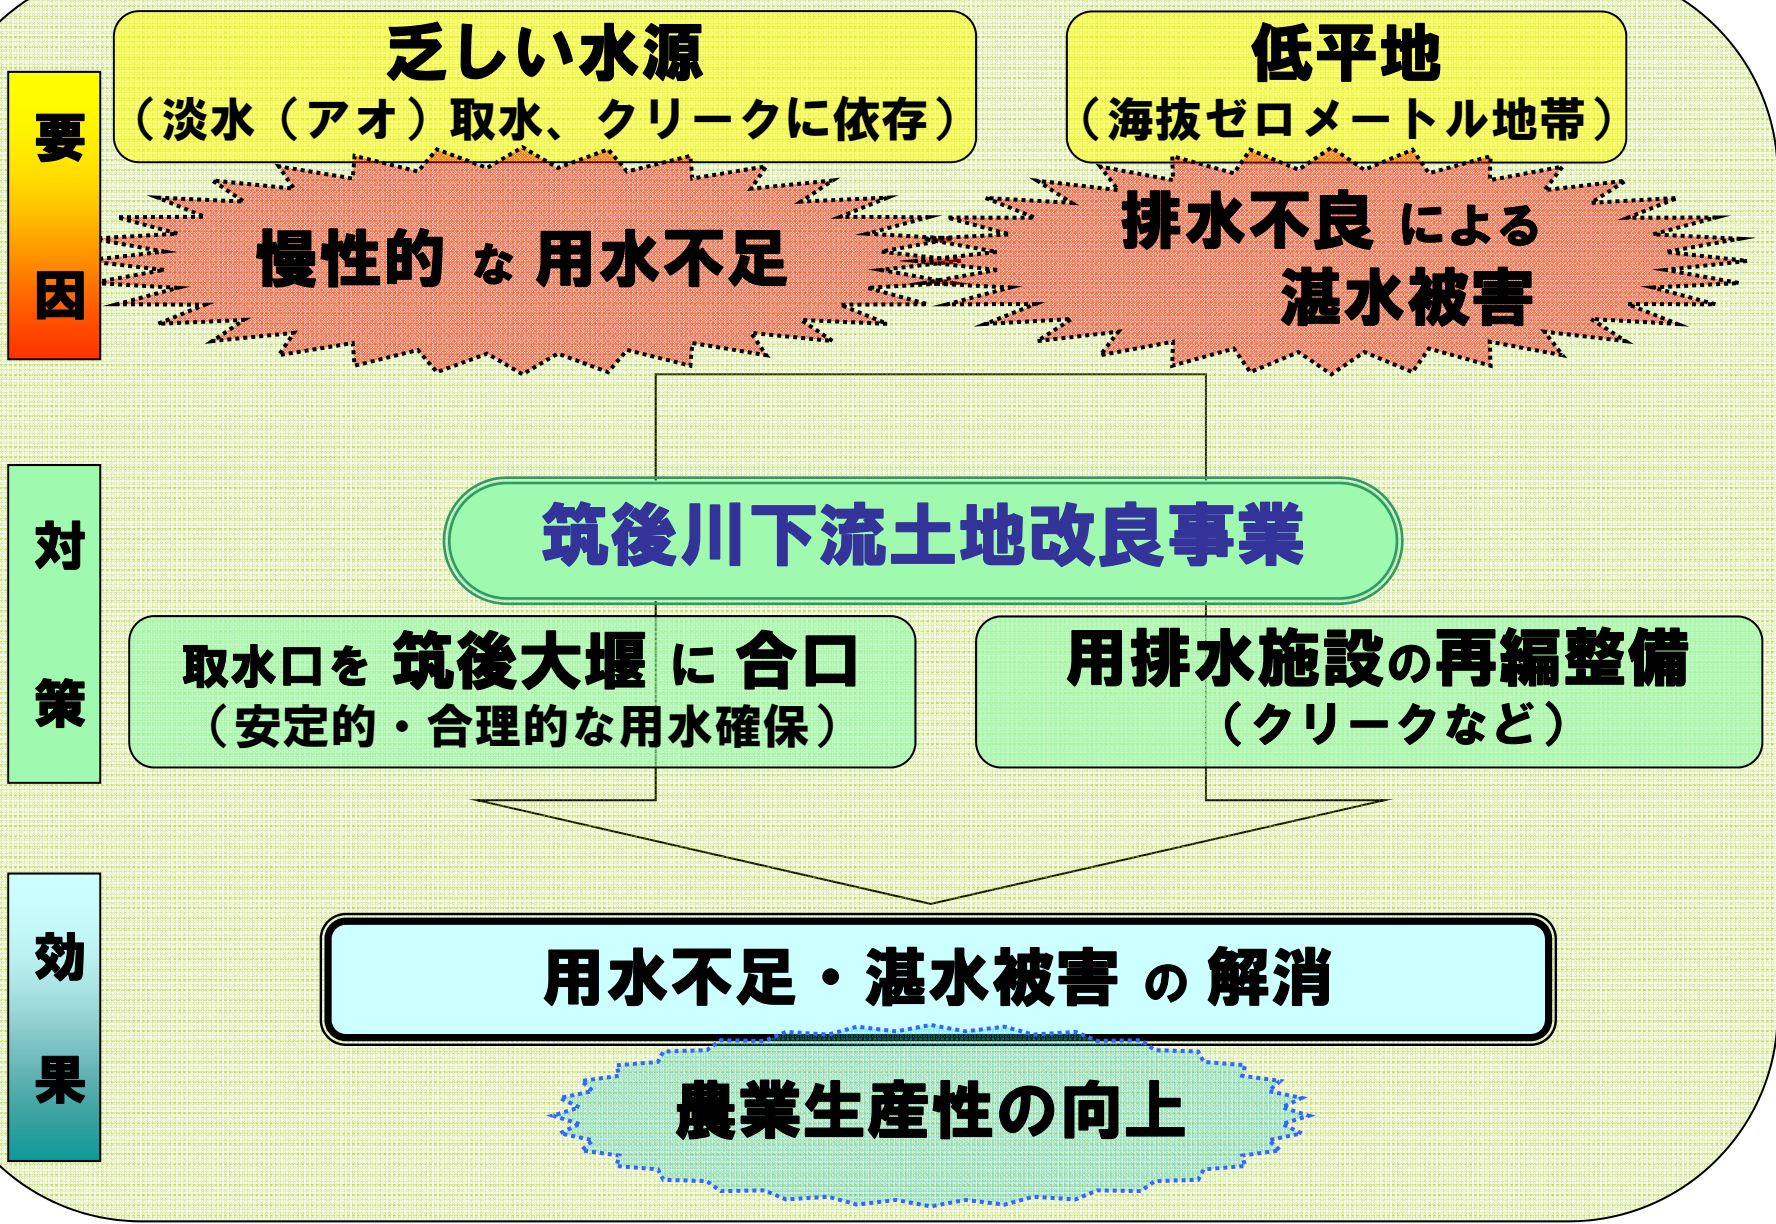 要因
乏しい水源
（淡水（アオ）取水、クリークに依存）
低平地
（海抜ゼロメートル地帯）
慢性的 な 用水不足
排水不良 による
湛水被害
対策
筑後川下流土地改良事業
取水口を 筑後大堰 に 合口
（安定的・合理的な用水確保）
用排水施設の再編整備
（クリークなど）
効果
用水不足・湛水被害 の 解消
農業生産性の向上